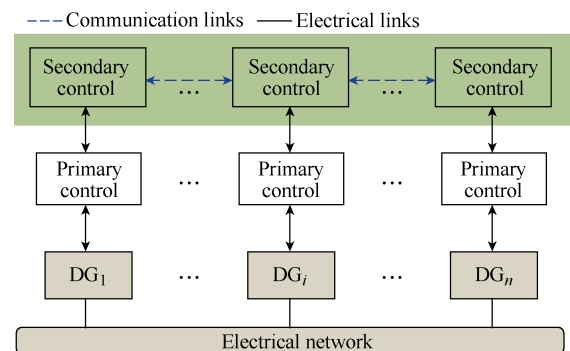 Communication links Electrical links
Secondary control Secondary control Secondary control
... ...
Primary control ... Primary control ... Primary control
DG1 ... DGi ... DGn
Electrical network